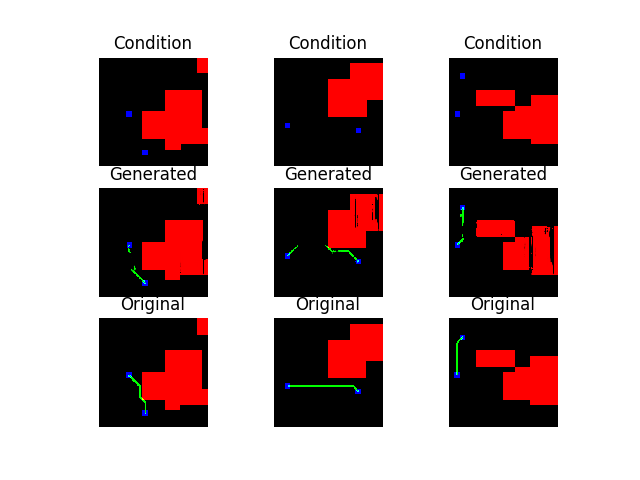 Condition Condition Condition
Generated Generated Generated
Original Original Original